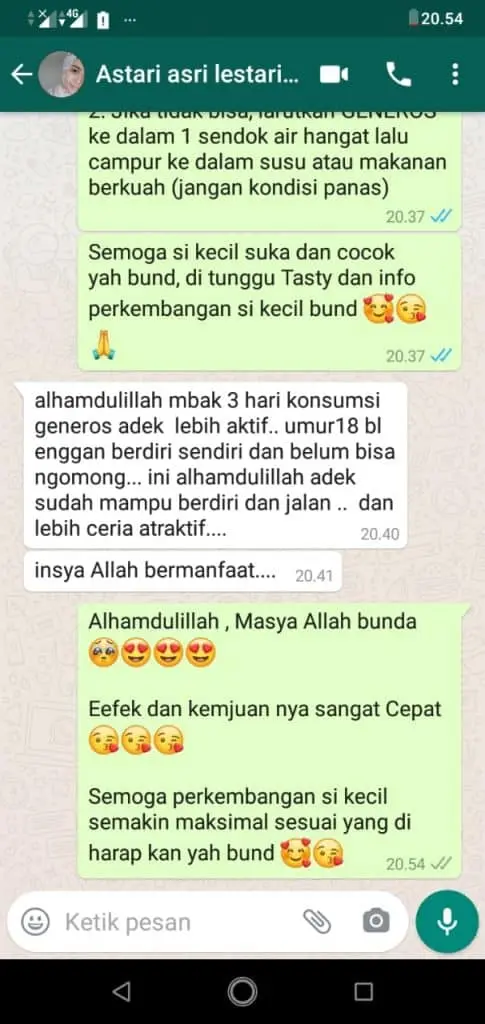 4G
20.54
Astari asri lestari...
2. Jika tidak bisa, larutkan GENEROS
ke dalam 1 sendok air hangat lalu
campur ke dalam susu atau makanan
berkuah (jangan kondisi panas)
20.37
Semoga si kecil suka dan cocok
yah bund, di tunggu Tasty dan info
perkembangan si kecil bund 🥰😘
🙏
20.37
alhamdulillah mbak 3 hari konsumsi
generos adek lebih aktif.. umur18 bl
enggan berdiri sendiri dan belum bisa
ngomong... ini alhamdulillah adek
sudah mampu berdiri dan jalan .. dan
lebih ceria atraktif....
20.40
insya Allah bermanfaat....
20.41
Alhamdulillah , Masya Allah bunda
🥺😍😍😍
Eefek dan kemjuan nya sangat Cepat
😘😘😘
Semoga perkembangan si kecil
semakin maksimal sesuai yang di
harap kan yah bund 🥰😘
20.54
Ketik pesan